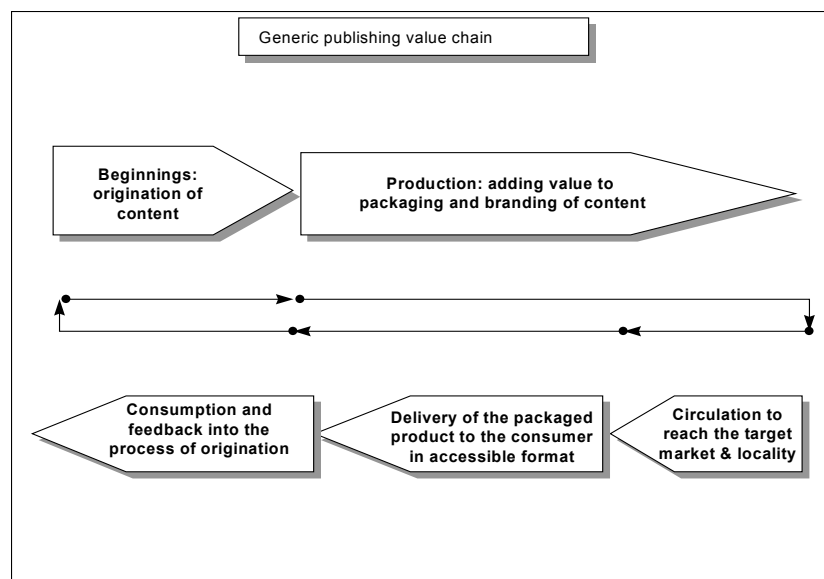 Generic publishing value chain
Beginnings:
origination of
content
Production: adding value to
packaging and branding of content
Consumption and
feedback into the
process of origination
Delivery of the packaged
product to the consumer
in accessible format
Circulation to
reach the target
market & locality